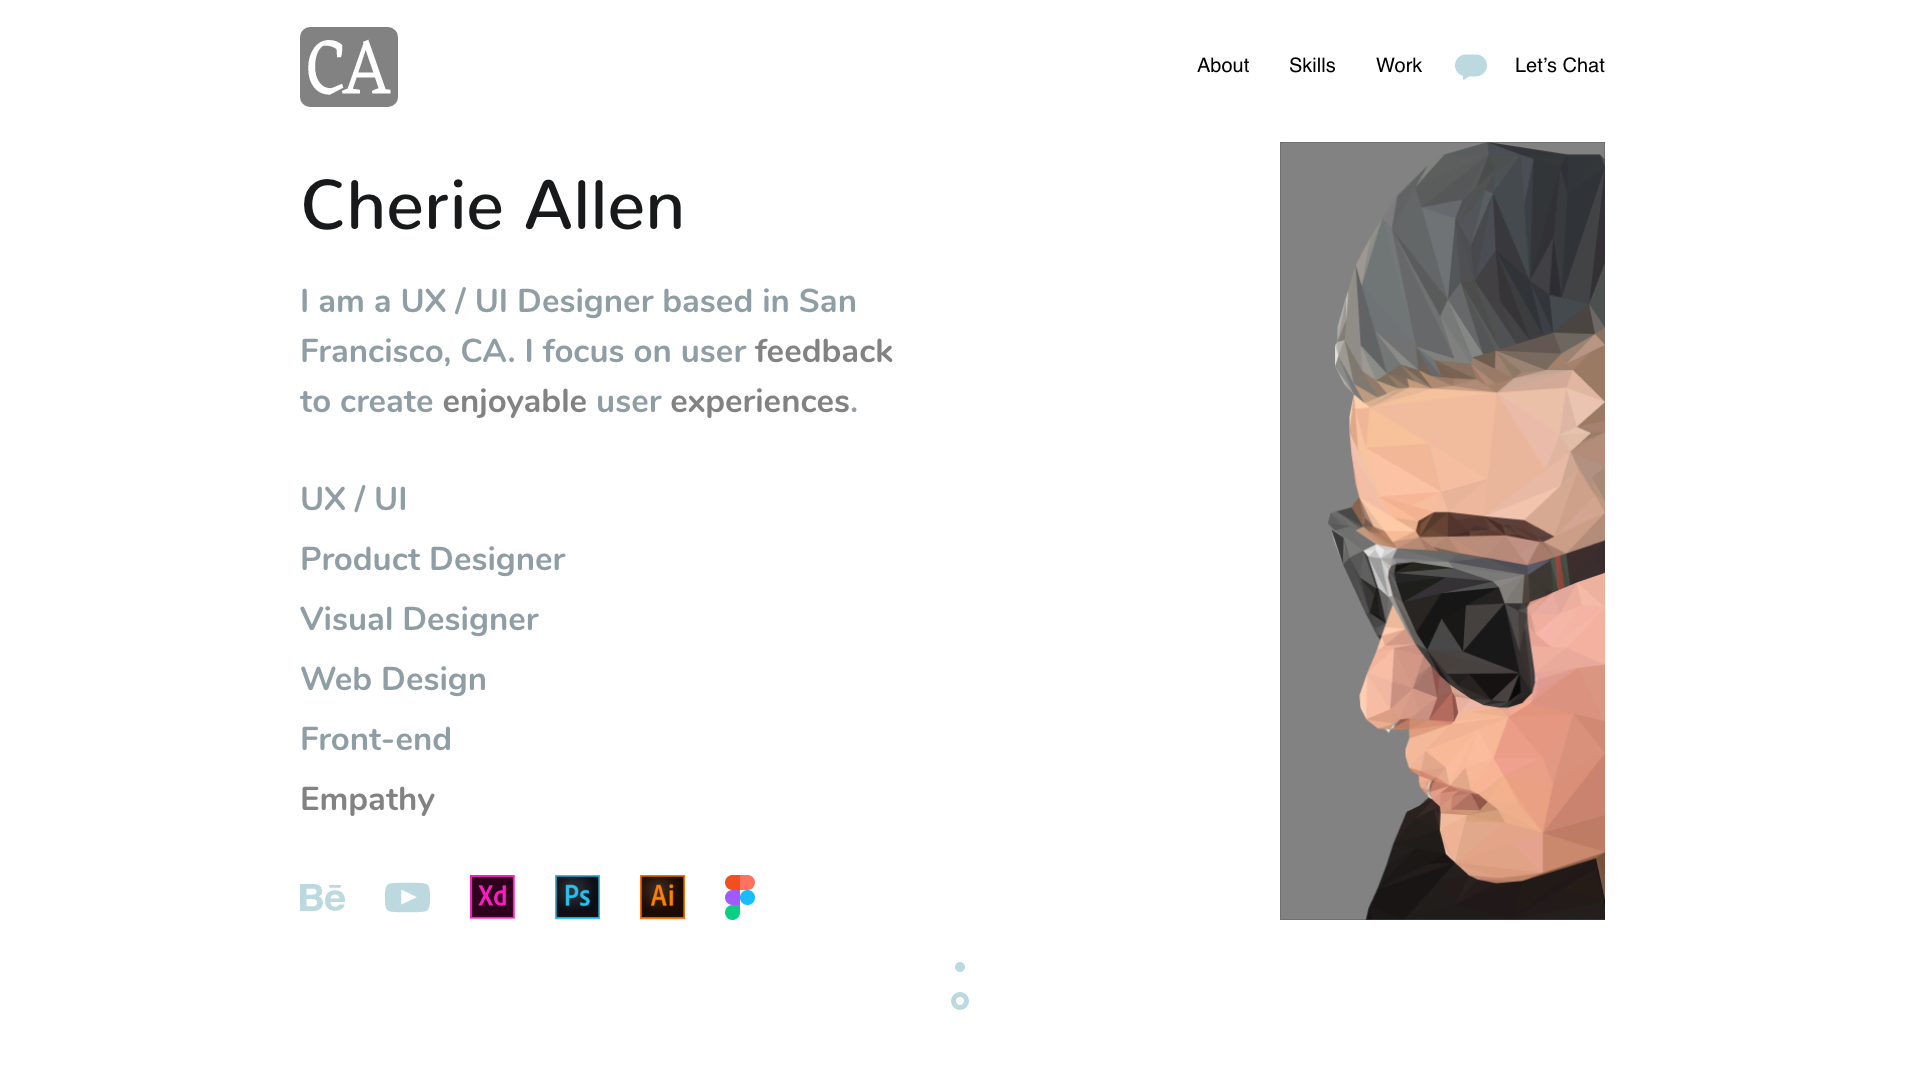 CA
About
Skills
Work
Let’s Chat
Cherie Allen
I am a UX / UI Designer based in San
Francisco, CA. I focus on user feedback
to create enjoyable user experiences.
UX / UI
Product Designer
Visual Designer
Web Design
Front-end
Empathy
Bē
Xd
Ps
Ai